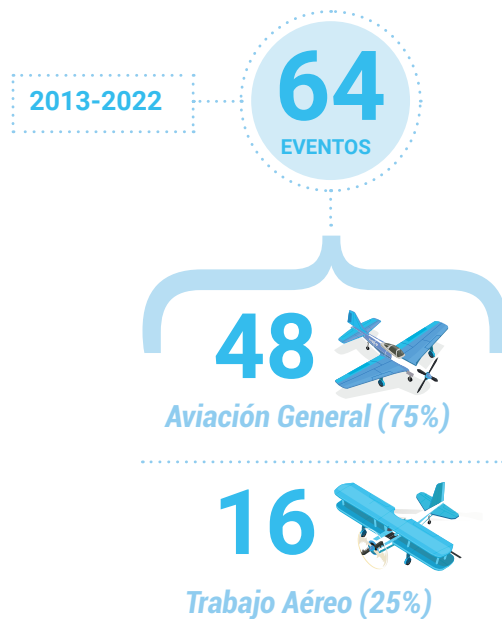 2013-2022
64
EVENTOS
48
Aviación General (75%)
16
Trabajo Aéreo (25%)